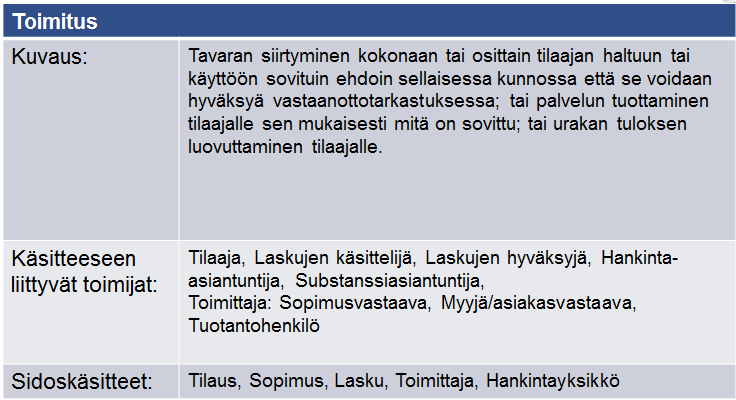 Toimitus
Kuvaus:
Tavaran siirtyminen kokonaan tai osittain tilaajan haltuun tai
käyttöön sovituin ehdoin sellaisessa kunnossa että se voidaan
hyväksyä vastaanottotarkastuksessa; tai palvelun tuottaminen
tilaajalle sen mukaisesti mitä on sovittu; tai urakan tuloksen
luovuttaminen tilaajalle.
Käsitteeseen
liittyvät toimijat:
Tilaaja, Laskujen käsittelijä, Laskujen hyväksyjä, Hankinta-
asiantuntija, Substanssiasiantuntija,
Toimittaja: Sopimusvastaava, Myyjä/asiakasvastaava,
Tuotantohenkilö
Sidoskäsitteet:
Tilaus, Sopimus, Lasku, Toimittaja, Hankintayksikkö